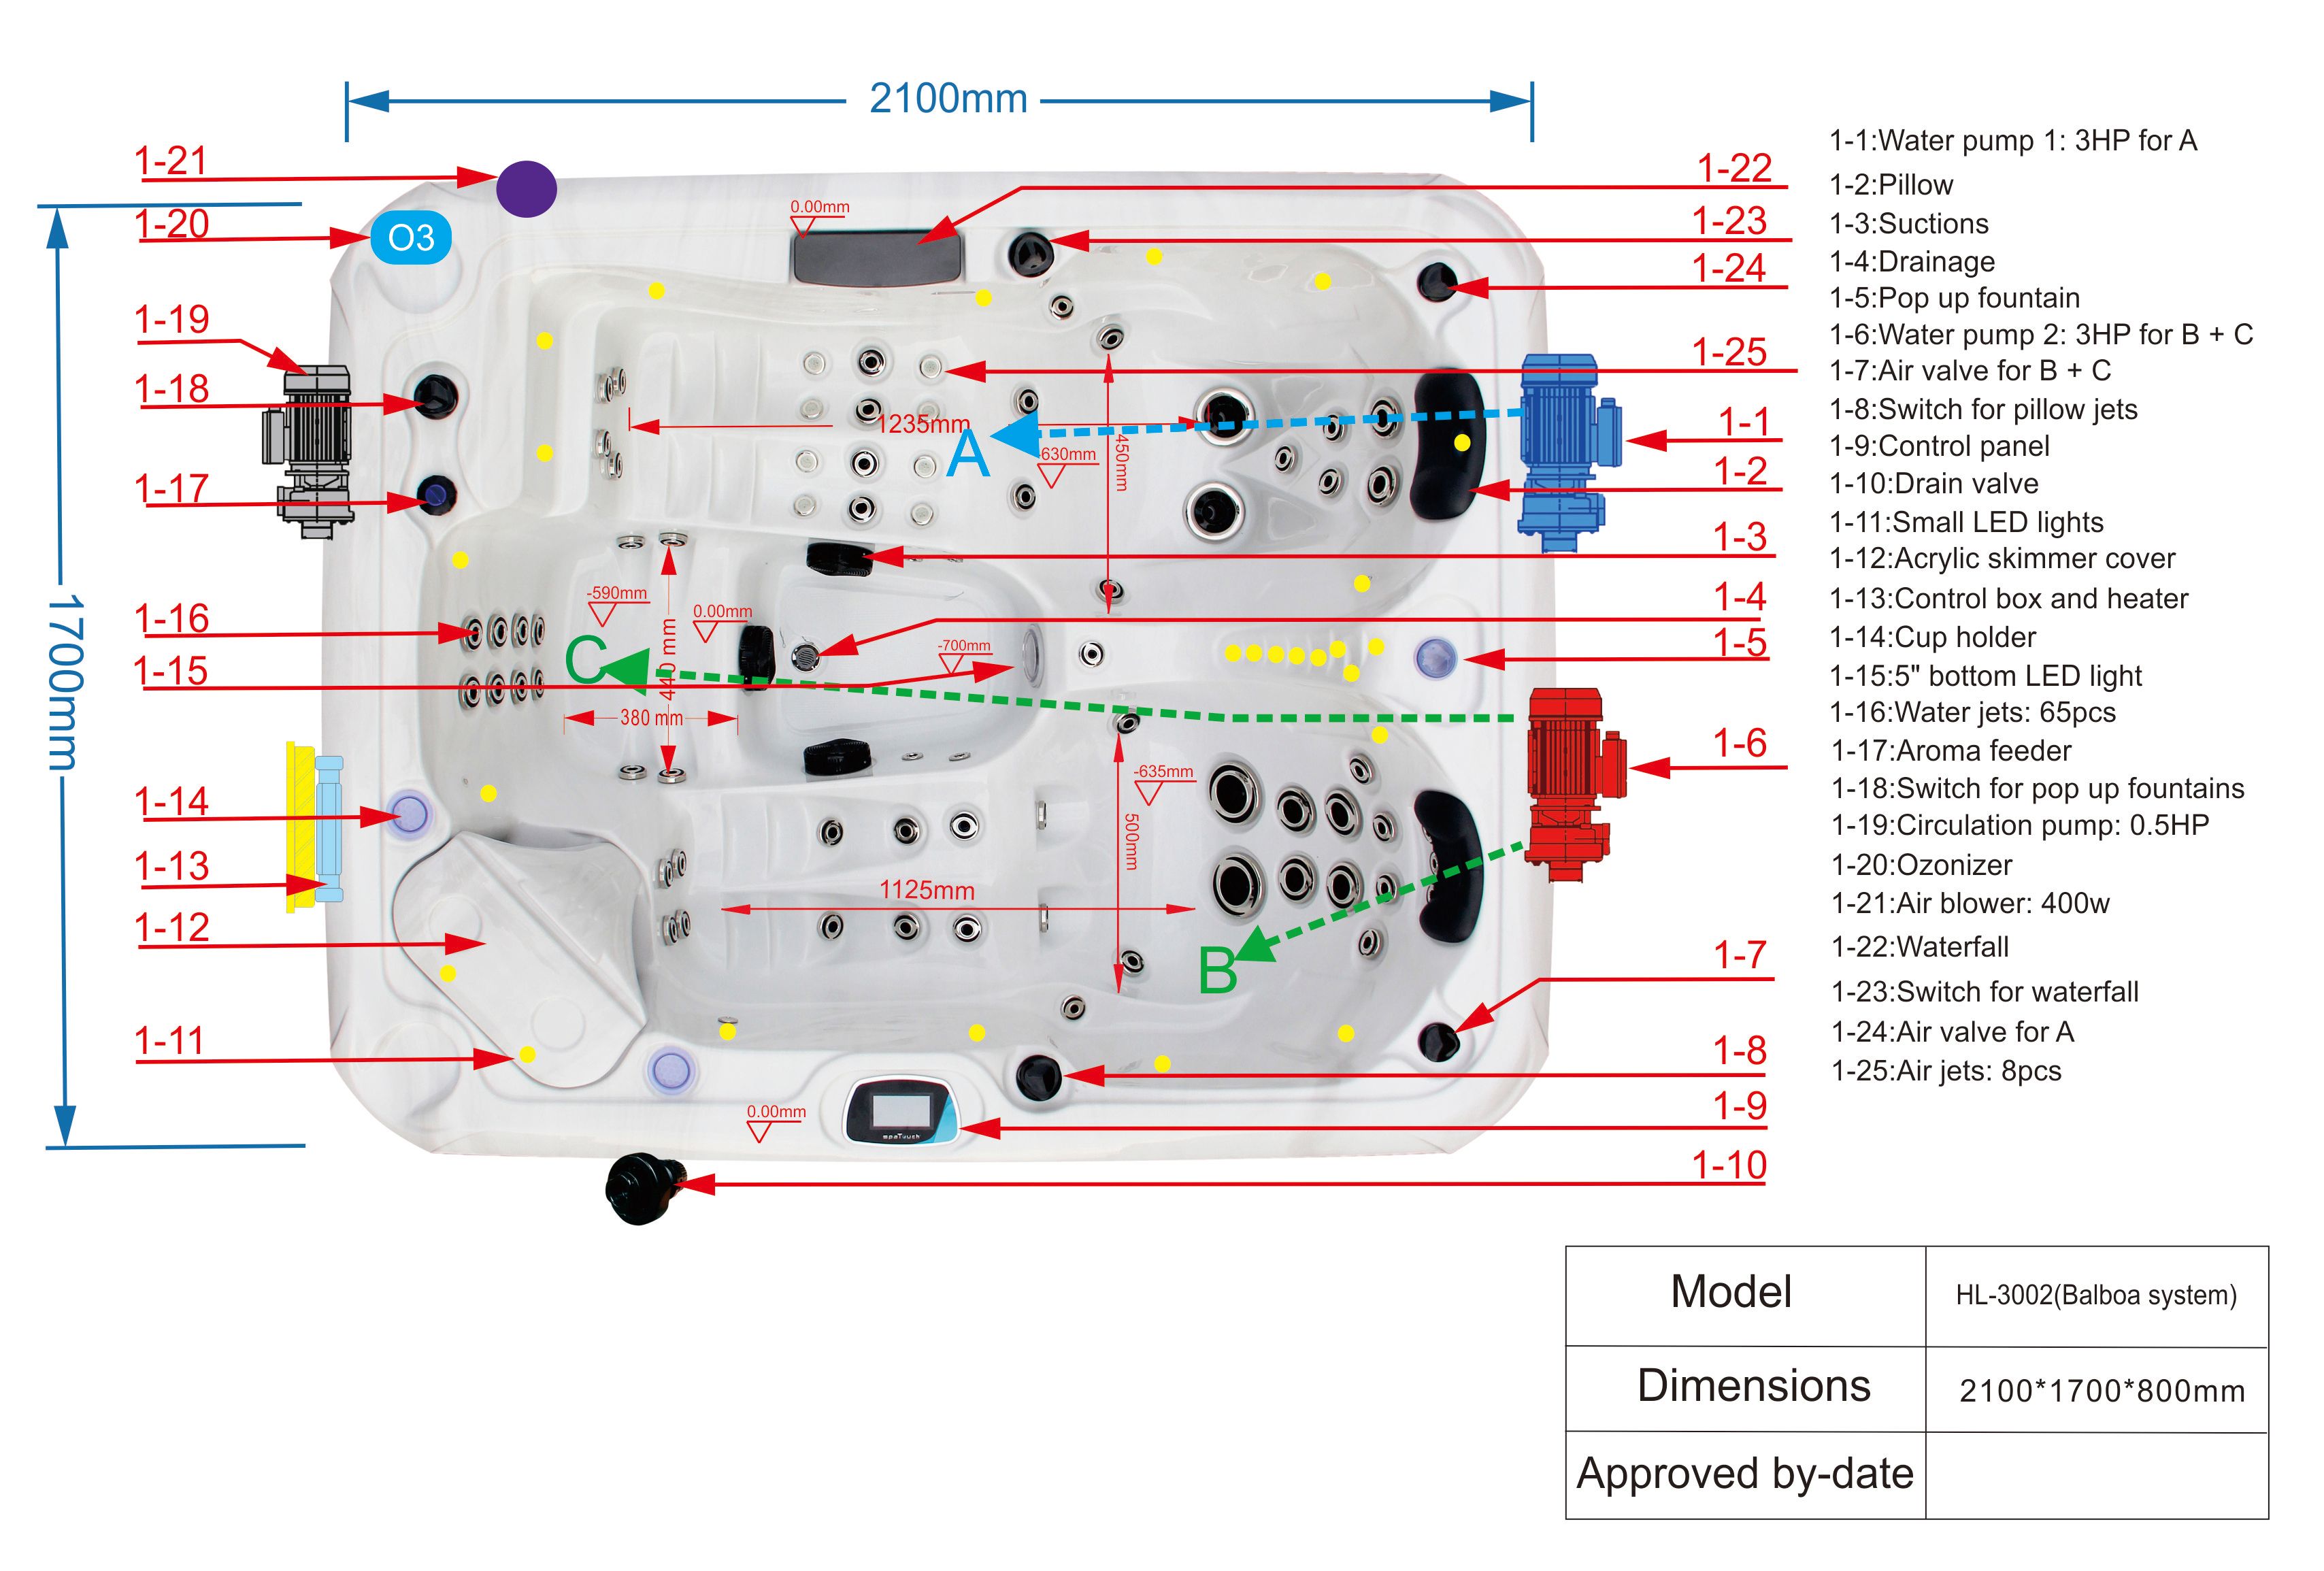 2100mm
1700mm
1-21
1-20
O3
1-19
1-18
1-17
1-16
1-15
1-14
1-13
1-12
1-11
1-22
1-23
1-24
1-25
1-1
1-2
1-3
1-4
1-5
1-6
1-7
1-8
1-9
1-10
0.00mm
1235mm
A
-630mm
450mm
-590mm
0.00mm
440 mm
C
-700mm
380 mm
-635mm
500mm
1125mm
B
0.00mm
spaTouch
1-1:Water pump 1: 3HP for A
1-2:Pillow
1-3:Suctions
1-4:Drainage
1-5:Pop up fountain
1-6:Water pump 2: 3HP for B + C
1-7:Air valve for B + C
1-8:Switch for pillow jets
1-9:Control panel
1-10:Drain valve
1-11:Small LED lights
1-12:Acrylic skimmer cover
1-13:Control box and heater
1-14:Cup holder
1-15:5" bottom LED light
1-16:Water jets: 65pcs
1-17:Aroma feeder
1-18:Switch for pop up fountains
1-19:Circulation pump: 0.5HP
1-20:Ozonizer
1-21:Air blower: 400w
1-22:Waterfall
1-23:Switch for waterfall
1-24:Air valve for A
1-25:Air jets: 8pcs
Model HL-3002(Balboa system)
Dimensions 2100*1700*800mm
Approved by-date